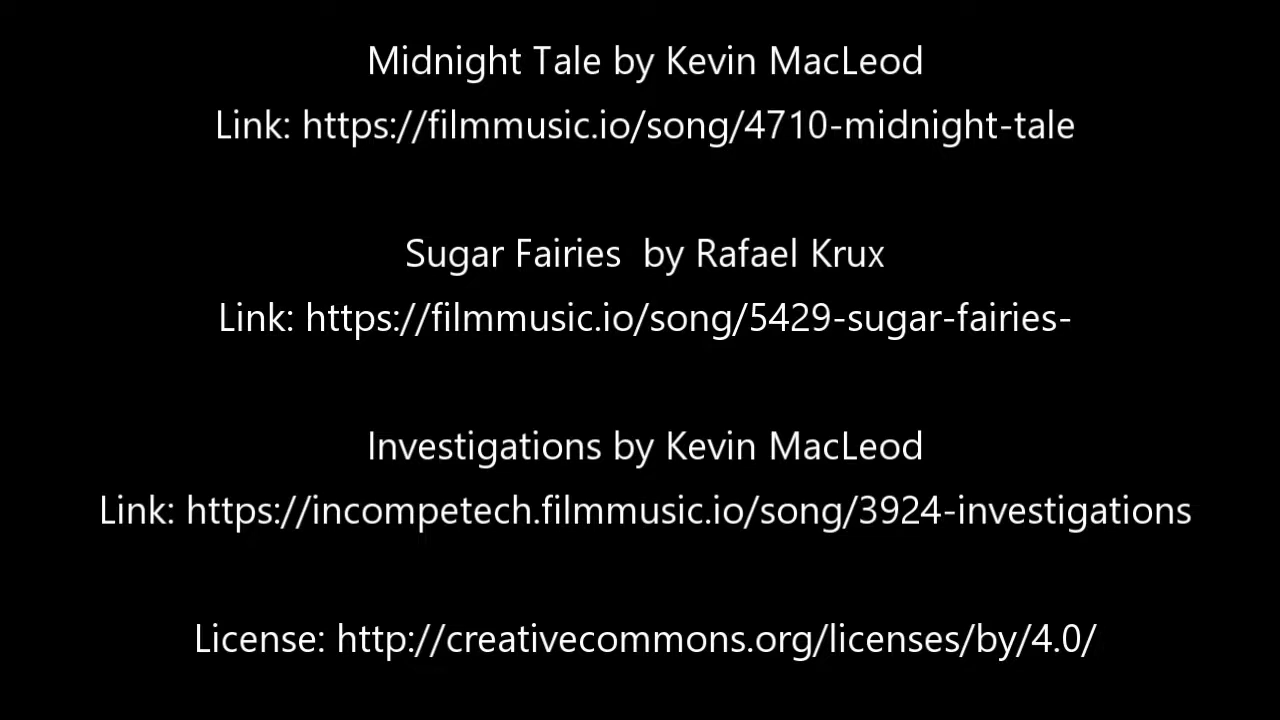 Midnight Tale by Kevin MacLeod
Link: https://filmmusic.io/song/4710-midnight-tale
Sugar Fairies  by Rafael Krux
Link: https://filmmusic.io/song/5429-sugar-fairies-
Investigations by Kevin MacLeod
Link: https://incompetech.filmmusic.io/song/3924-investigations
License: http://creativecommons.org/licenses/by/4.0/